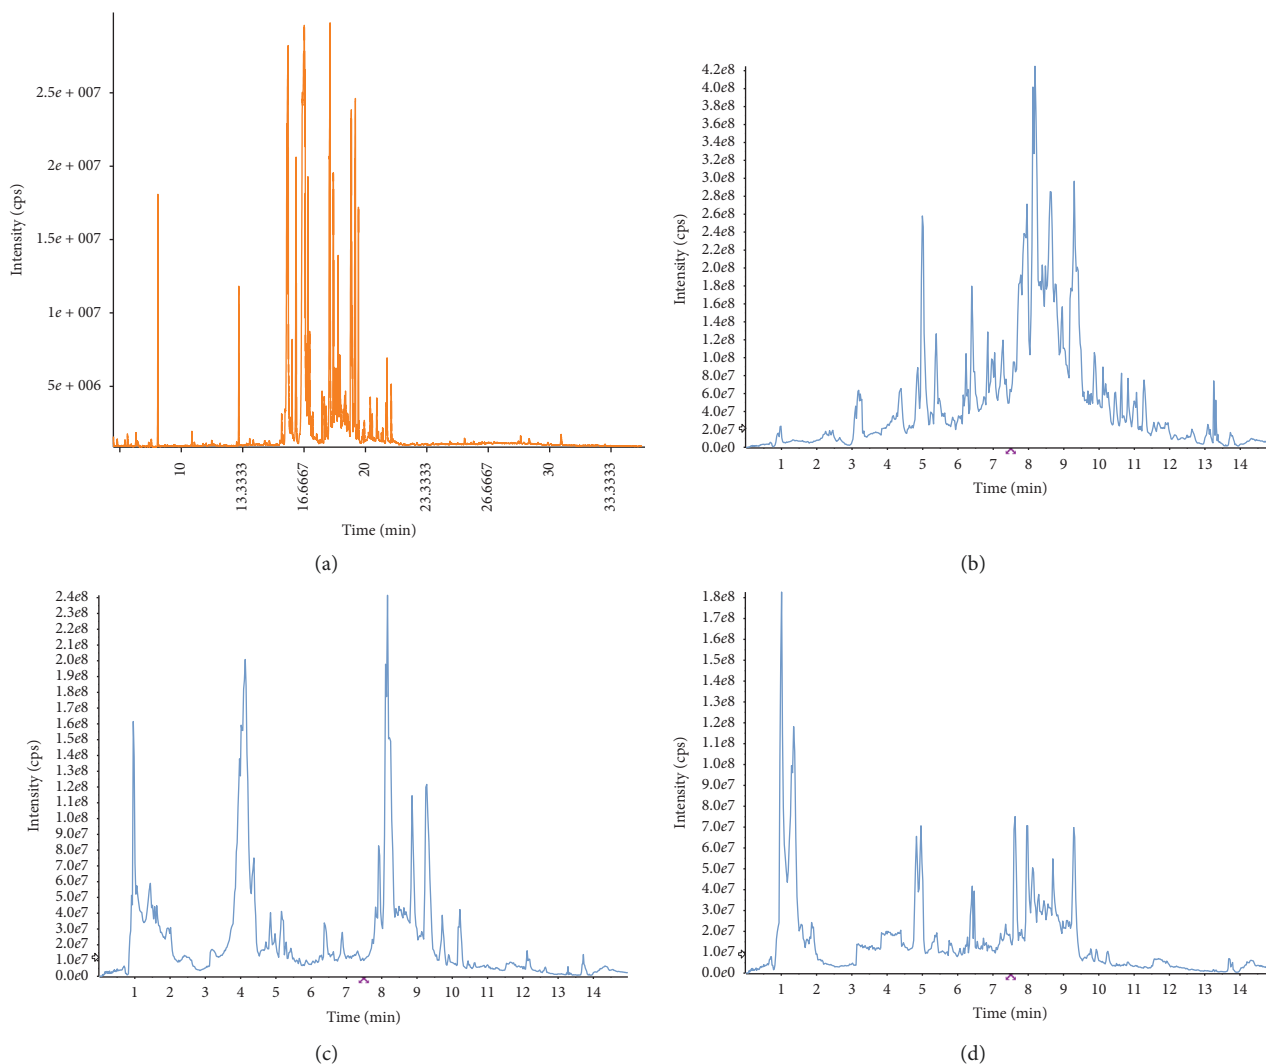 Intensity (cps)
2.5e + 007
2e + 007
1.5e + 007
1e + 007
5e + 006
10
13.3333
16.6667
20
23.3333
26.6667
30
33.3333
Time (min)
(a)
Intensity (cps)
4.2e8
4.0e8
3.8e8
3.6e8
3.4e8
3.2e8
3.0e8
2.8e8
2.6e8
2.4e8
2.2e8
2.0e8
1.8e8
1.6e8
1.4e8
1.2e8
1.0e8
8.0e7
6.0e7
4.0e7
2.0e7
0.0e0
1 2 3 4 5 6 7 8 9 10 11 12 13 14
Time (min)
(b)
Intensity (cps)
2.4e8
2.3e8
2.2e8
2.1e8
2.0e8
1.9e8
1.8e8
1.7e8
1.6e8
1.5e8
1.4e8
1.3e8
1.2e8
1.1e8
1.0e8
9.0e7
8.0e7
7.0e7
6.0e7
5.0e7
4.0e7
3.0e7
2.0e7
1.0e7
0.0e0
1 2 3 4 5 6 7 8 9 10 11 12 13 14
Time (min)
(c)
Intensity (cps)
1.8e8
1.7e8
1.6e8
1.5e8
1.4e8
1.3e8
1.2e8
1.1e8
1.0e8
9.0e7
8.0e7
7.0e7
6.0e7
5.0e7
4.0e7
3.0e7
2.0e7
1.0e7
0.0e0
1 2 3 4 5 6 7 8 9 10 11 12 13 14
Time (min)
(d)